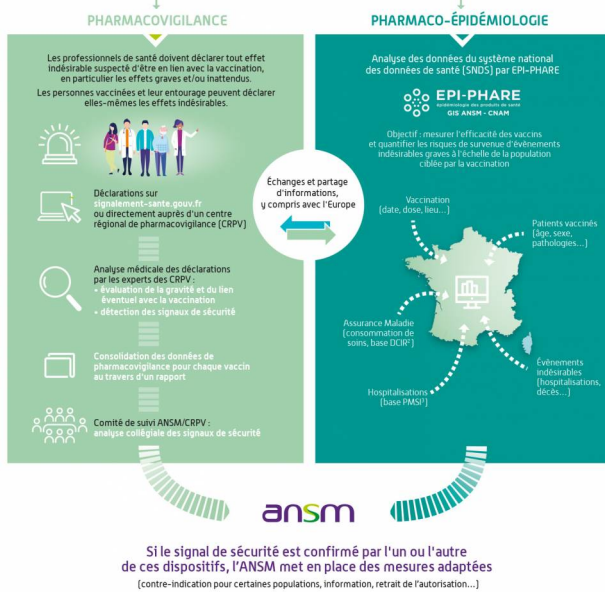 PHARMACOVIGILANCE
Les professionnels de santé doivent déclarer tout effet
indésirable suspecté d'être en lien avec la vaccination,
en particulier les effets graves et/ou inattendus.
Les personnes vaccinées et leur entourage peuvent déclarer
elles-mêmes les effets indésirables.
Déclarations sur
signalement-sante.gouv.fr
ou directement auprès d'un centre
régional de pharmacovigilance (CRPV)
Analyse médicale des déclarations
par les experts des CRPV :
• évaluation de la gravité et du lien
éventuel avec la vaccination
• détection des signaux de sécurité
Consolidation des données de
pharmacovigilance pour chaque vaccin
au travers d'un rapport
Comité de suivi ANSM/CRPV :
analyse collégiale des signaux de sécurité
Échanges et partage
d'informations,
y compris avec l'Europe
PHARMACO-ÉPIDÉMIOLOGIE
Analyse des données du système national
des données de santé (SNDS) par EPI-PHARE
EPI-PHARE
épidémiologie des produits de santé
GIS ANSM - CNAM
Objectif : mesurer l'efficacité des vaccins
et quantifier les risques de survenue d'évènements
indésirables graves à l'échelle de la population
ciblée par la vaccination
Vaccination
(date, dose, lieu...)
Patients vaccinés
(âge, sexe,
pathologies...)
Assurance Maladie
(consommation de
soins, base DCIR²)
Évènements
indésirables
(hospitalisations,
décès...)
Hospitalisations
(base PMSI¹)
ansm
Si le signal de sécurité est confirmé par l'un ou l'autre
de ces dispositifs, l'ANSM met en place des mesures adaptées
(contre-indication pour certaines populations, information, retrait de l'autorisation...)